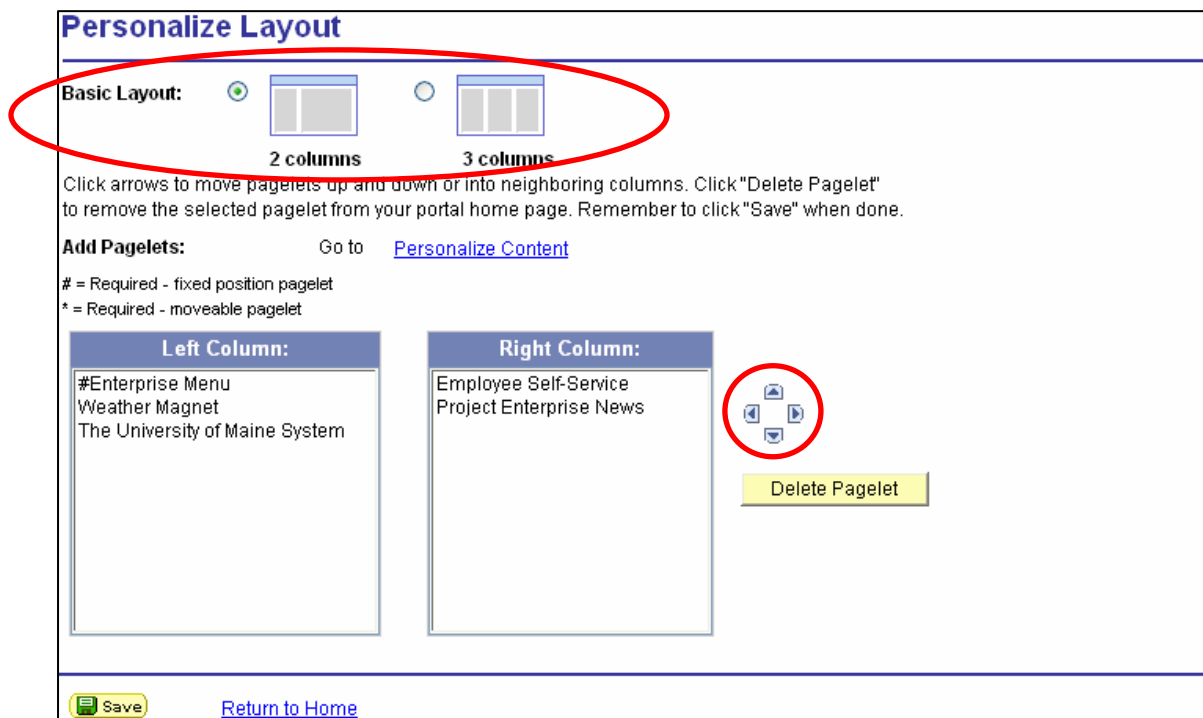 Personalize Layout
Basic Layout:
2 columns 3 columns
Click arrows to move pagelets up and down or into neighboring columns. Click "Delete Pagelet"
to remove the selected pagelet from your portal home page. Remember to click "Save" when done.
Add Pagelets: Go to Personalize Content
# = Required - fixed position pagelet
* = Required - moveable pagelet
Left Column: Right Column:
#Enterprise Menu Employee Self-Service
Weather Magnet Project Enterprise News
The University of Maine System
Delete Pagelet
Save Return to Home